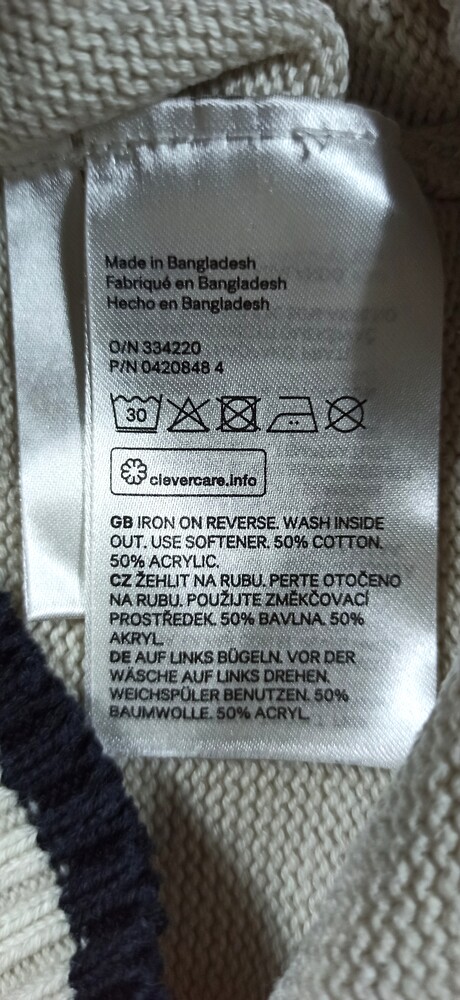 Made in Bangladesh
Fabriqué en Bangladesh
Hecho en Bangladesh
O/N 334220
P/N 0420848 4
30
clevercare.info
GB IRON ON REVERSE. WASH INSIDE
OUT. USE SOFTENER. 50% COTTON.
50% ACRYLIC.
CZ ŽEHLIT NA RUBU. PERTE OTOČENO
NA RUBU. POUŽIJTE ZMĚKČOVACÍ
PROSTŘEDEK. 50% BAVLNA. 50%
AKRYL.
DE AUF LINKS BÜGELN. VOR DER
WÄSCHE AUF LINKS DREHEN.
WEICHSPÜLER BENUTZEN. 50%
BAUMWOLLE. 50% ACRYL.